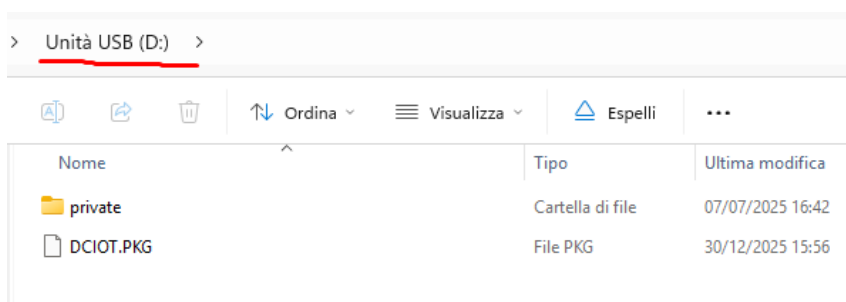 > Unità USB (D:) >
Ordina Visualizza Espelli ...
Nome Tipo Ultima modifica
private Cartella di file 07/07/2025 16:42
DCIOT.PKG File PKG 30/12/2025 15:56